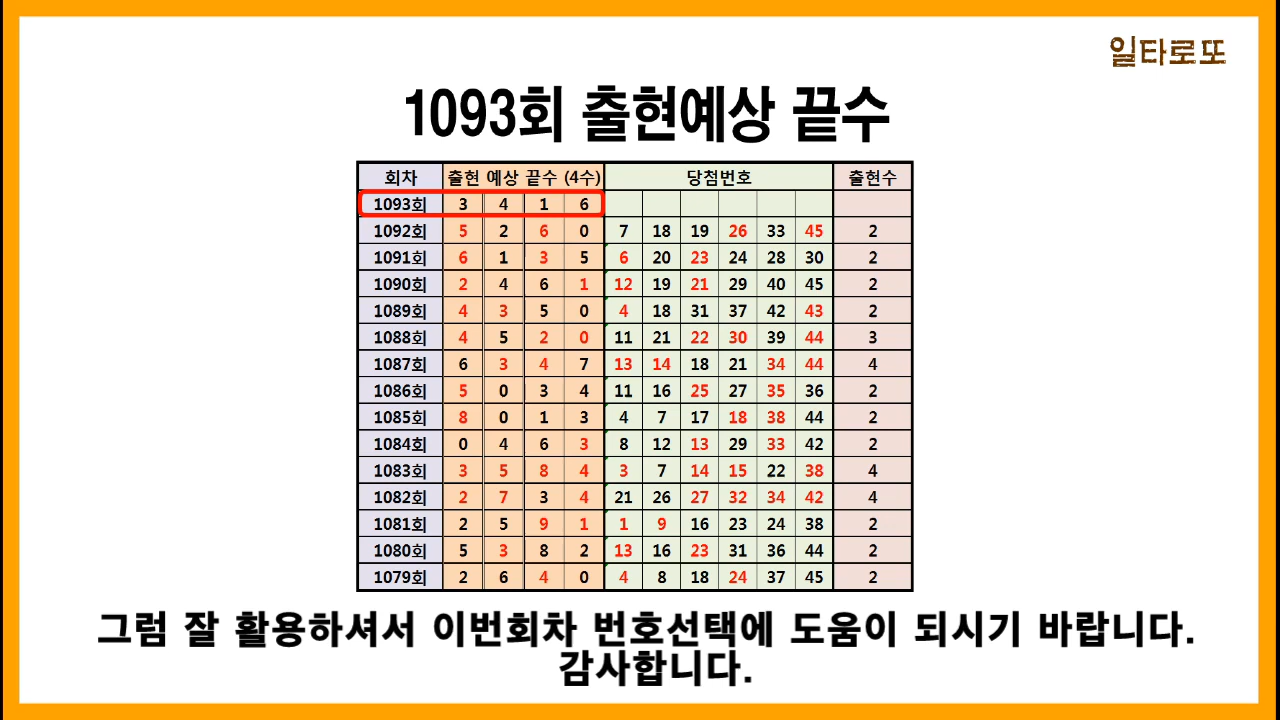 일타로또
1093회 출현예상 끝수
회차 출현 예상 끝수 (4수) 당첨번호 출현수
1093회 3 4 1 6
1092회 5 2 6 0 7 18 19 26 33 45 2
1091회 6 1 3 5 6 20 23 24 28 30 2
1090회 2 4 6 1 12 19 21 29 40 45 2
1089회 4 3 5 0 4 18 31 37 42 43 2
1088회 4 5 2 0 11 21 22 30 39 44 3
1087회 6 3 4 7 13 14 18 21 34 44 4
1086회 5 0 3 4 11 16 25 27 35 36 2
1085회 8 0 1 3 4 7 17 18 38 44 2
1084회 0 4 6 3 8 12 13 29 33 42 2
1083회 3 5 8 4 3 7 14 15 22 38 4
1082회 2 7 3 4 21 26 27 32 34 42 4
1081회 2 5 9 1 1 9 16 23 24 38 2
1080회 5 3 8 2 13 16 23 31 36 44 2
1079회 2 6 4 0 4 8 18 24 37 45 2
그럼 잘 활용하셔서 이번회차 번호선택에 도움이 되시기 바랍니다.
감사합니다.